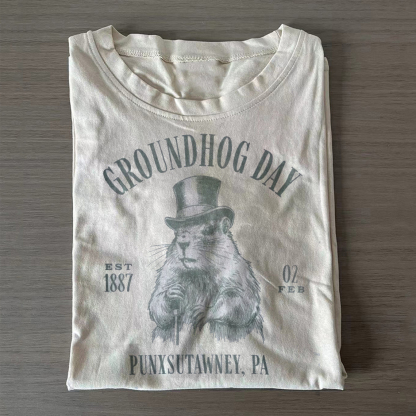 GROUNDHOG DAY
EST
1887
02
FEB
PUNXSUTAWNEY, PA